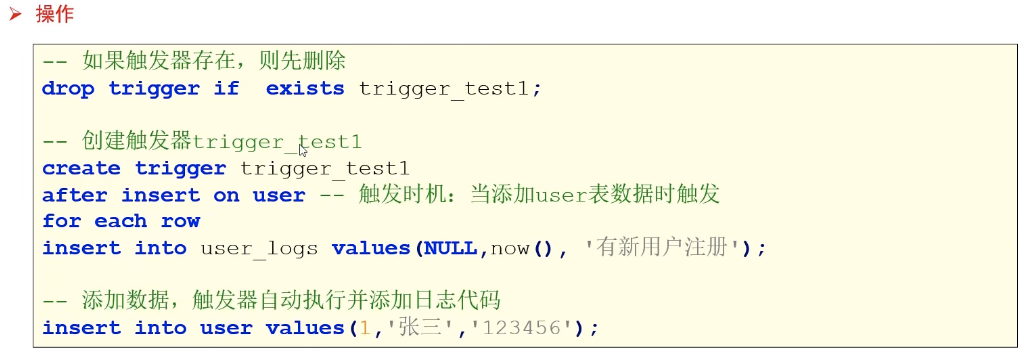 ➢ 操作
-- 如果触发器存在，则先删除
drop trigger if  exists trigger_test1;
-- 创建触发器trigger_test1
create trigger trigger_test1
after insert on user -- 触发时机：当添加user表数据时触发
for each row
insert into user_logs values(NULL,now(), '有新用户注册');
-- 添加数据，触发器自动执行并添加日志代码
insert into user values(1,'张三','123456');